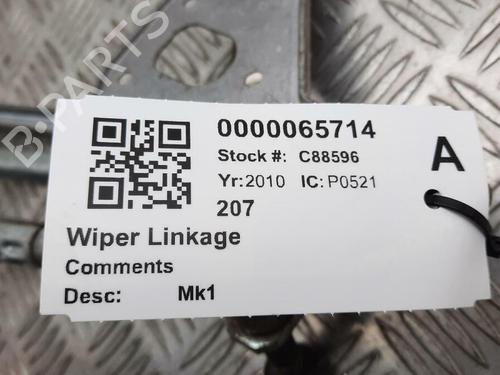 B-PARTS
0000065714
Stock #: C88596
Yr: 2010 IC: P0521
207
A
Wiper Linkage
Comments
Desc: Mk1